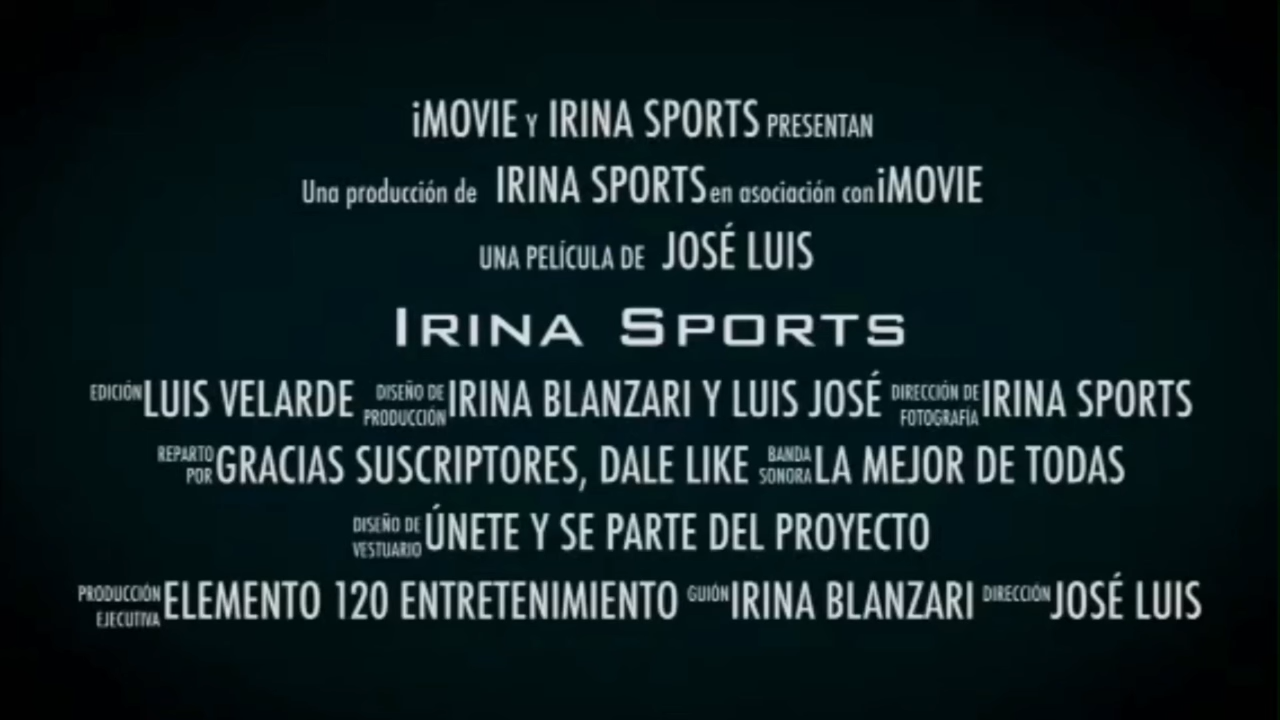 iMOVIE Y IRINA SPORTS PRESENTAN
Una producción de IRINA SPORTS en asociación con iMOVIE
UNA PELÍCULA DE JOSÉ LUIS
IRINA SPORTS
EDICIÓN LUIS VELARDE DISEÑO DE PRODUCCIÓN IRINA BLANZARI Y LUIS JOSÉ DIRECCIÓN DE FOTOGRAFÍA IRINA SPORTS
REPARTO POR GRACIAS SUSCRIPTORES, DALE LIKE BANDA SONORA LA MEJOR DE TODAS
DISEÑO DE VESTUARIO ÚNETE Y SE PARTE DEL PROYECTO
PRODUCCIÓN EJECUTIVA ELEMENTO 120 ENTRETENIMIENTO GUIÓN IRINA BLANZARI DIRECCIÓN JOSÉ LUIS